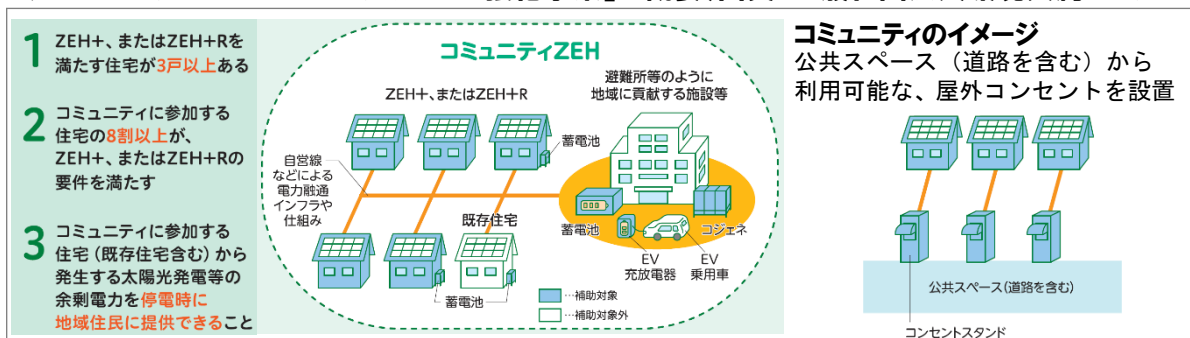 1 ZEH+、またはZEH+Rを
満たす住宅が3戸以上ある
2 コミュニティに参加する
住宅の8割以上が、
ZEH+、またはZEH+Rの
要件を満たす
3 コミュニティに参加する
住宅（既存住宅含む）から
発生する太陽光発電等の
余剰電力を停電時に
地域住民に提供できること
コミュニティZEH
ZEH+、またはZEH+R
避難所等のように
地域に貢献する施設等
蓄電池
自営線
などによる
電力融通
インフラや
仕組み
既存住宅
蓄電池
コジェネ
EV
充放電器
EV
乗用車
蓄電池
…補助対象
…補助対象外
コミュニティのイメージ
公共スペース（道路を含む）から
利用可能な、屋外コンセントを設置
公共スペース（道路を含む）
コンセントスタンド